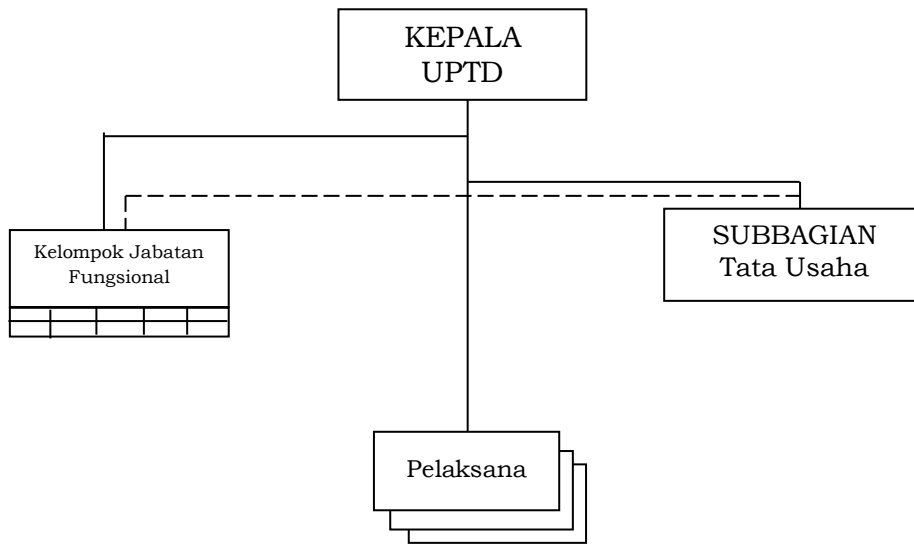 KEPALA
UPTD
SUBBAGIAN
Tata Usaha
Kelompok Jabatan
Fungsional
Pelaksana